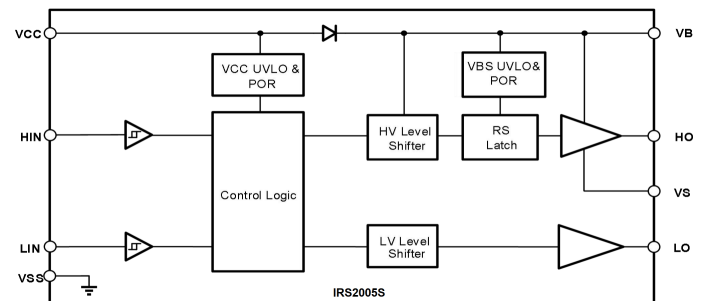 VCC
VB
VCC UVLO &
POR
VBS UVLO&
POR
HIN
HV Level
Shifter
RS
Latch
HO
Control Logic
VS
LIN
LV Level
Shifter
LO
VSS
IRS2005S